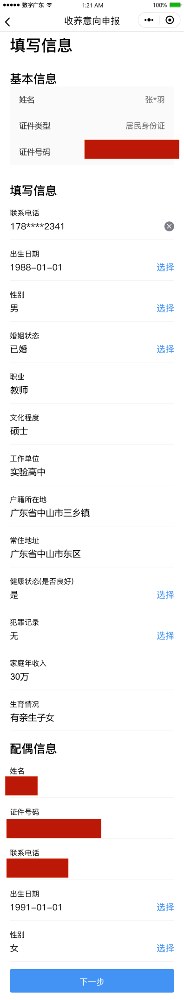 数字广东 1:21 AM 100%
收养意向申报
填写信息
基本信息
姓名 张*羽
证件类型 居民身份证
证件号码
填写信息
联系电话
178****2341
出生日期
1988-01-01 选择
性别
男 选择
婚姻状态
已婚 选择
职业
教师
文化程度
硕士
工作单位
实验高中
户籍所在地
广东省中山市三乡镇
常住地址
广东省中山市东区
健康状态(是否良好)
是 选择
犯罪记录
无 选择
家庭年收入
30万
生育情况
有亲生子女
配偶信息
姓名
证件号码
联系电话
出生日期
1991-01-01 选择
性别
女 选择
下一步